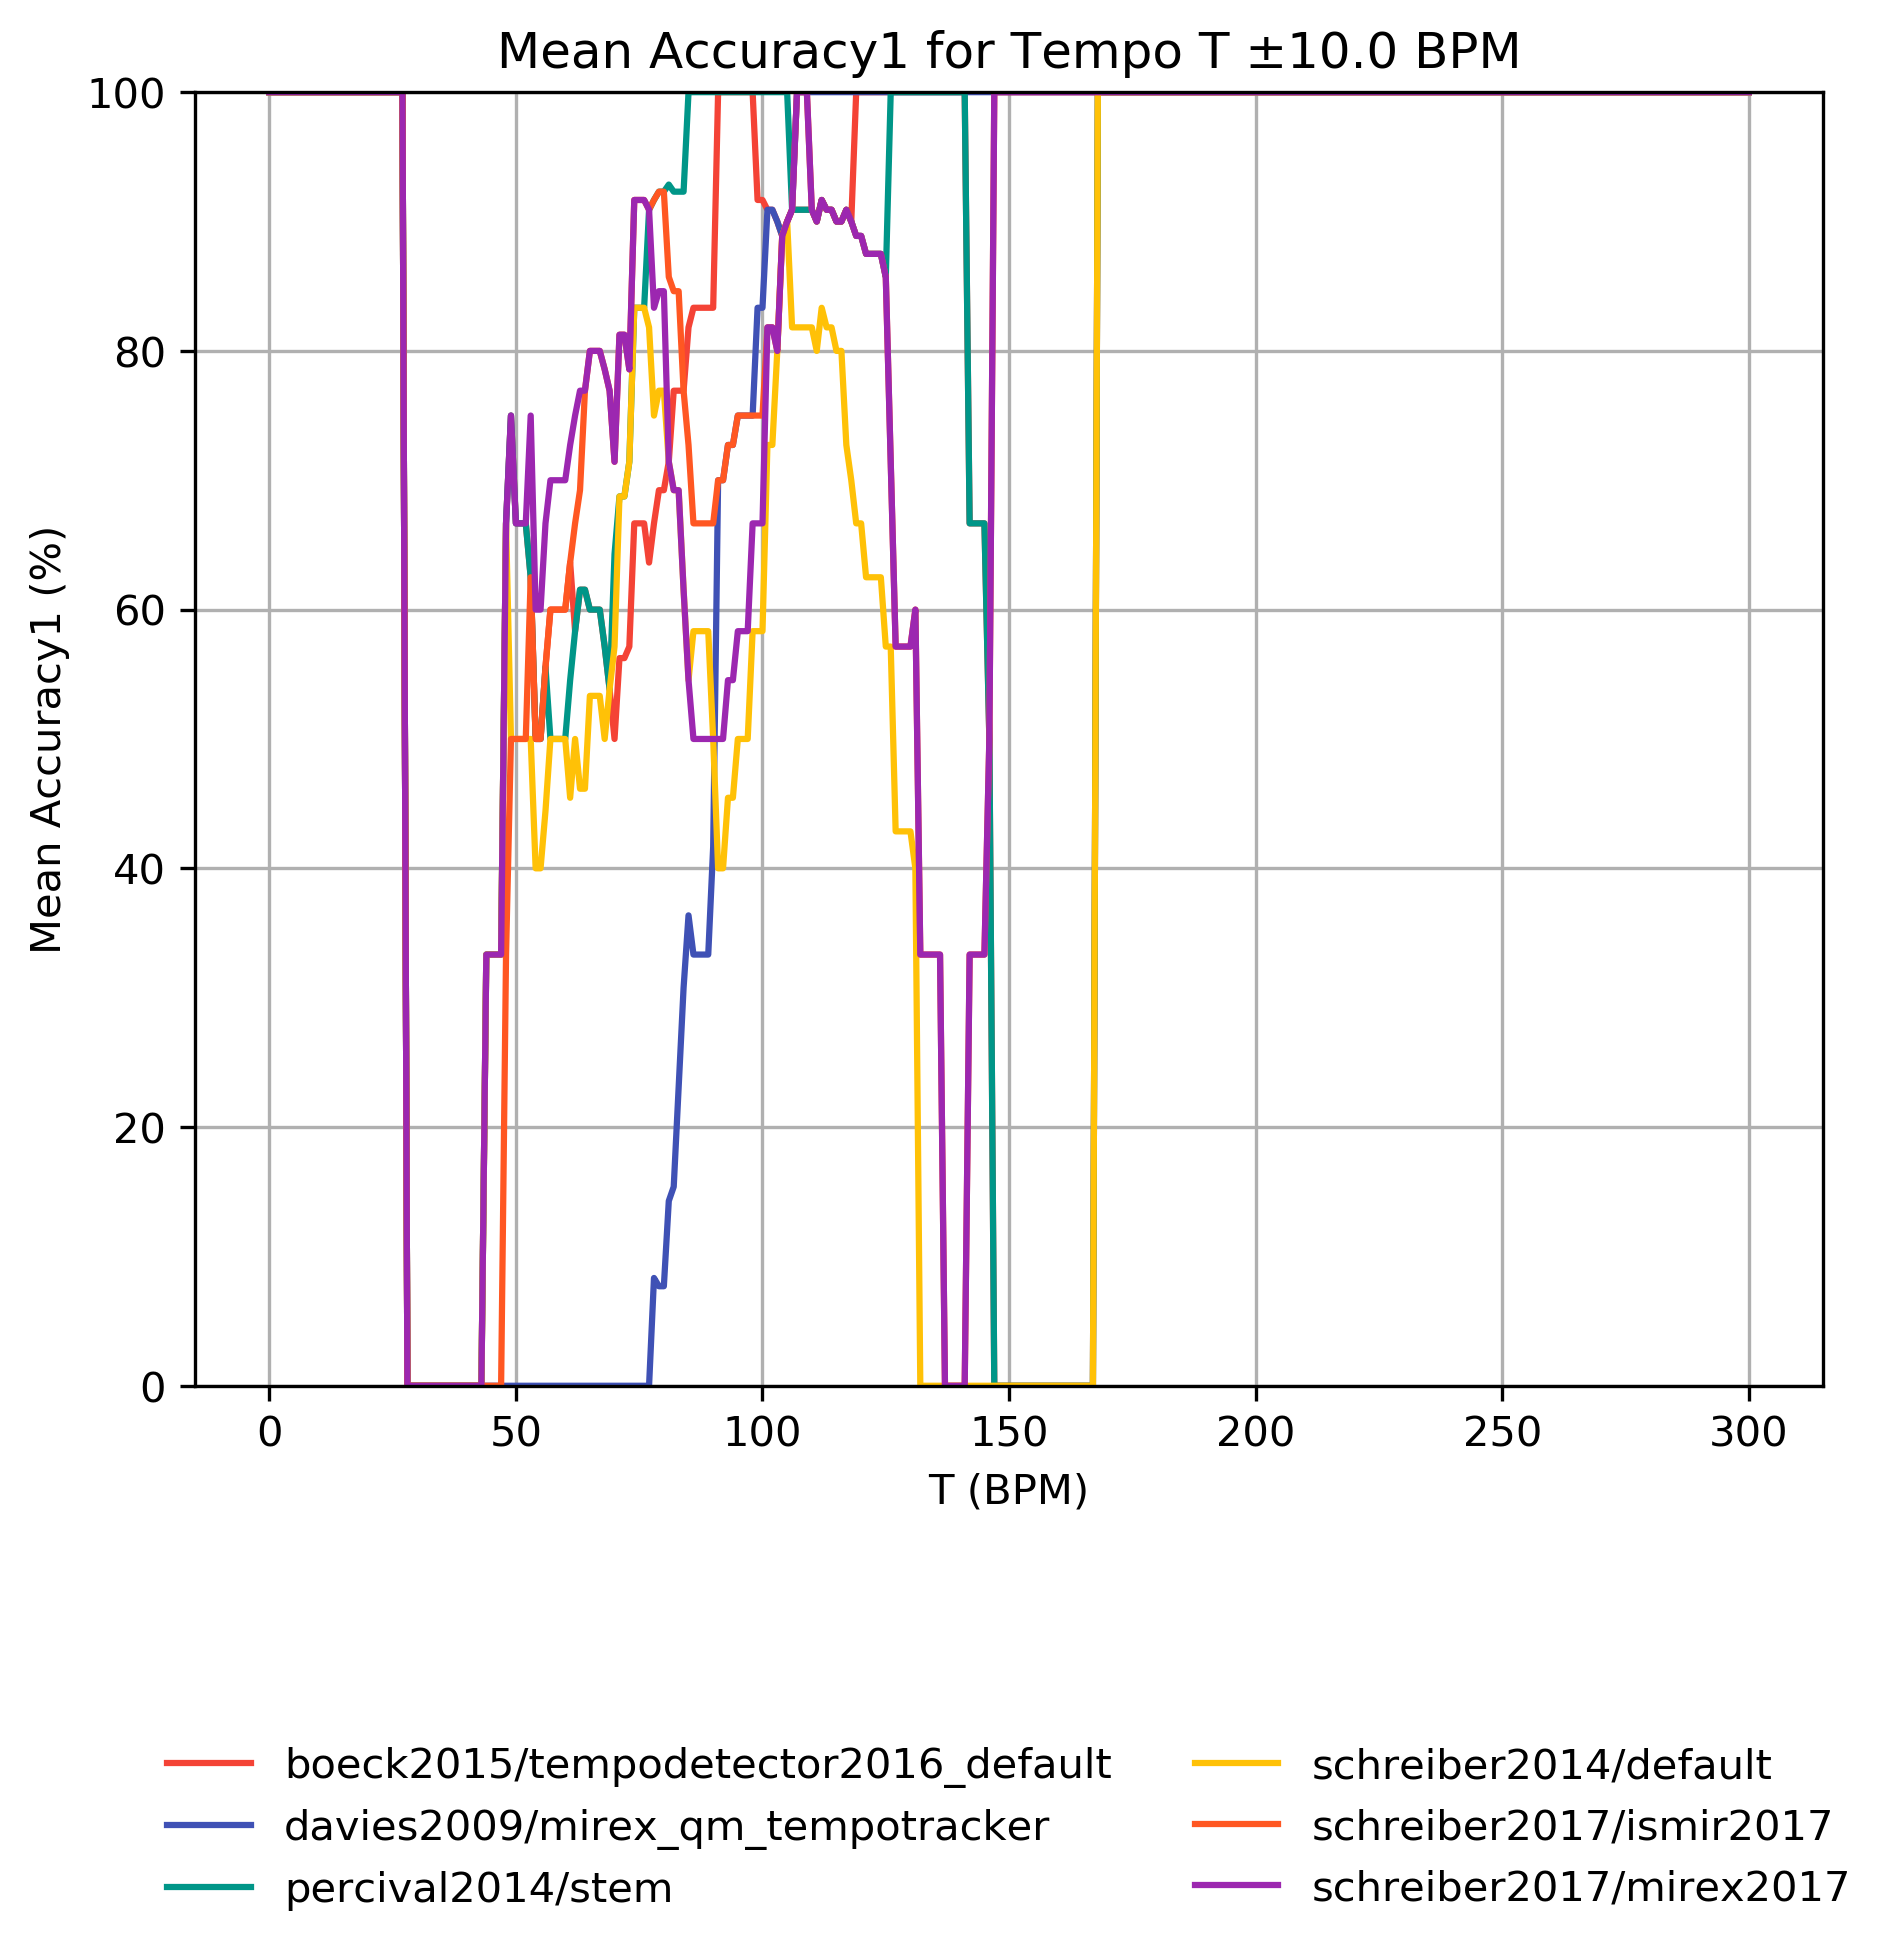 Mean Accuracy1 for Tempo T ±10.0 BPM
100
80
60
40
20
0
Mean Accuracy1 (%)
0 50 100 150 200 250 300
T (BPM)
boeck2015/tempodetector2016_default
davies2009/mirex_qm_tempotracker
percival2014/stem
schreiber2014/default
schreiber2017/ismir2017
schreiber2017/mirex2017